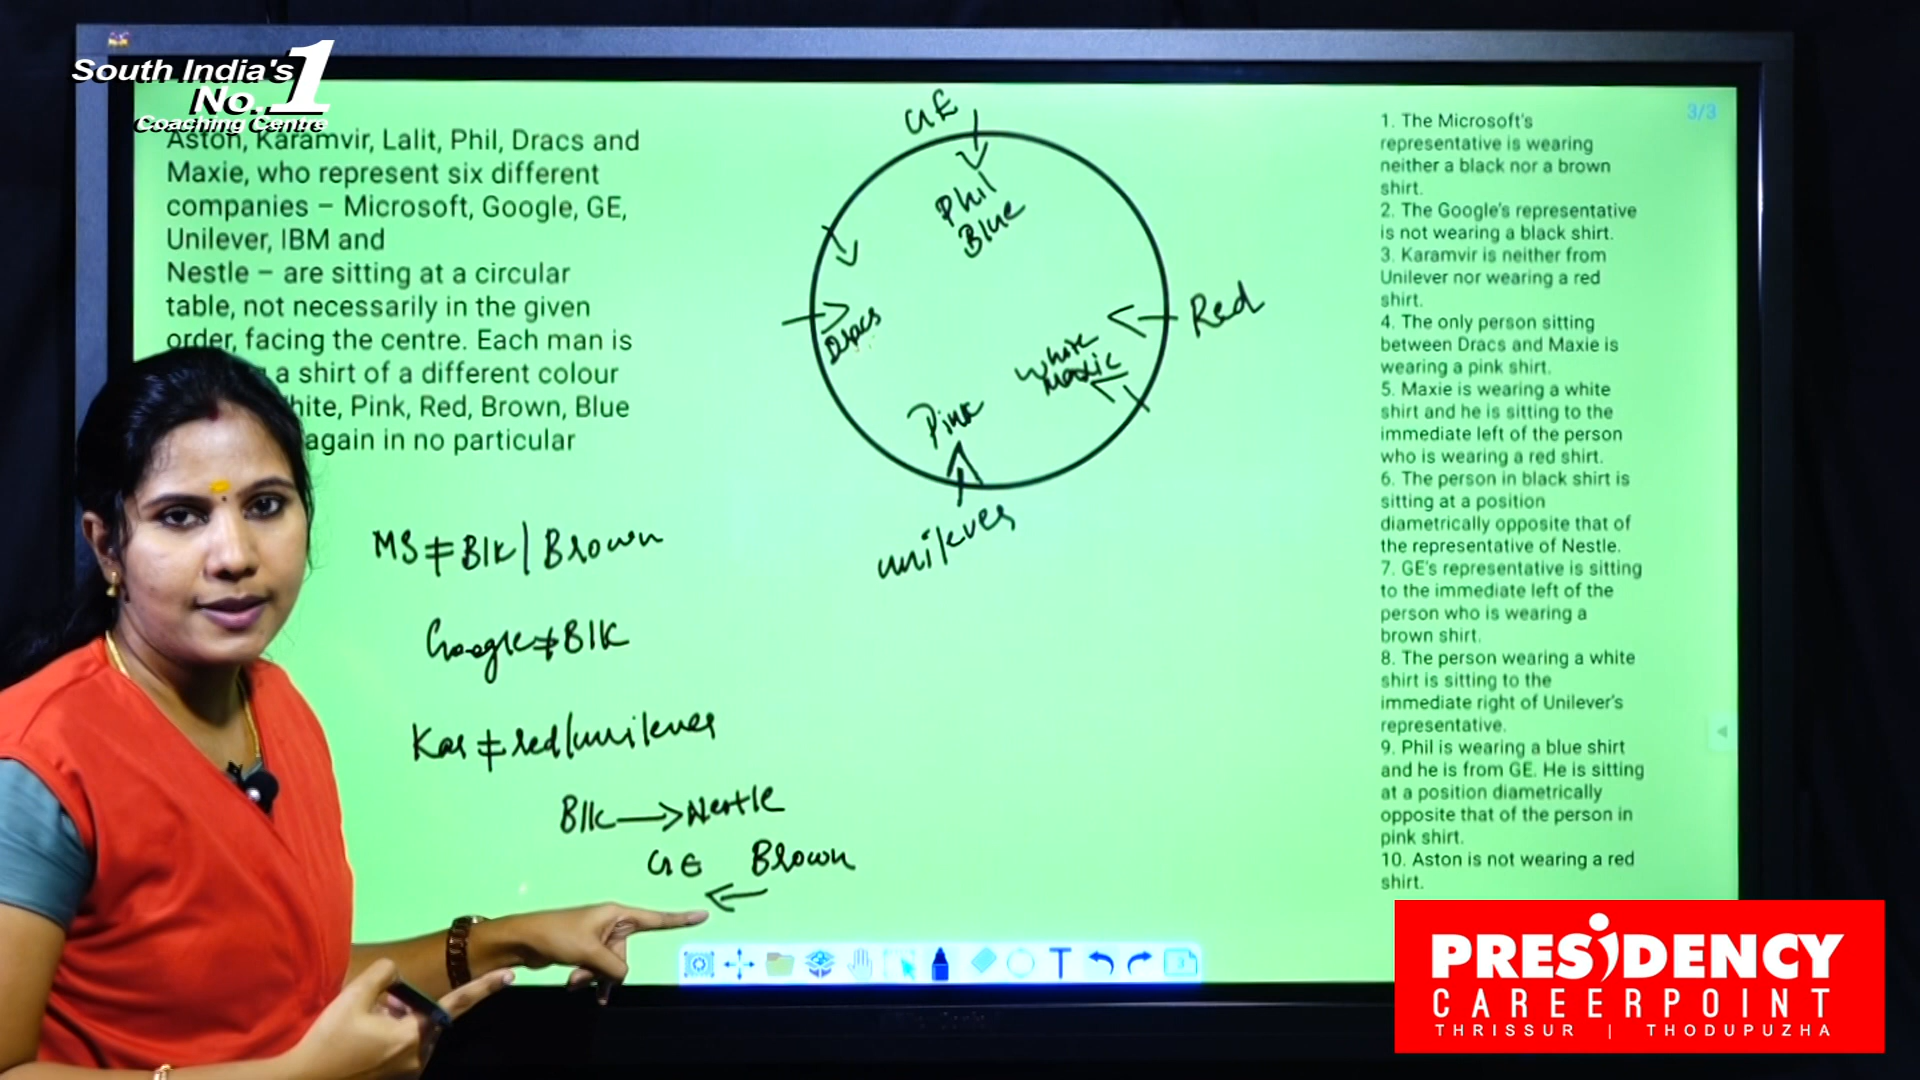 South India's
No.1
Coaching Centre
Aston, Karamvir, Lalit, Phil, Dracs and
Maxie, who represent six different
companies – Microsoft, Google, GE,
Unilever, IBM and
Nestle – are sitting at a circular
table, not necessarily in the given
order, facing the centre. Each man is
a shirt of a different colour
hite, Pink, Red, Brown, Blue
again in no particular
MS ≠ Blk | Brown
Google ≠ Blk
Kar ≠ red/unilever
Blk → Nestle
GE Brown
←
GE
Phil
Blue
Dracs
Red
White
Maxie
Pink
unilever
3/3
1. The Microsoft's
representative is wearing
neither a black nor a brown
shirt.
2. The Google's representative
is not wearing a black shirt.
3. Karamvir is neither from
Unilever nor wearing a red
shirt.
4. The only person sitting
between Dracs and Maxie is
wearing a pink shirt.
5. Maxie is wearing a white
shirt and he is sitting to the
immediate left of the person
who is wearing a red shirt.
6. The person in black shirt is
sitting at a position
diametrically opposite that of
the representative of Nestle.
7. GE's representative is sitting
to the immediate left of the
person who is wearing a
brown shirt.
8. The person wearing a white
shirt is sitting to the
immediate right of Unilever's
representative.
9. Phil is wearing a blue shirt
and he is from GE. He is sitting
at a position diametrically
opposite that of the person in
pink shirt.
10. Aston is not wearing a red
shirt.
PRESIDENCY
CAREERPOINT
THRISSUR | THODUPUZHA